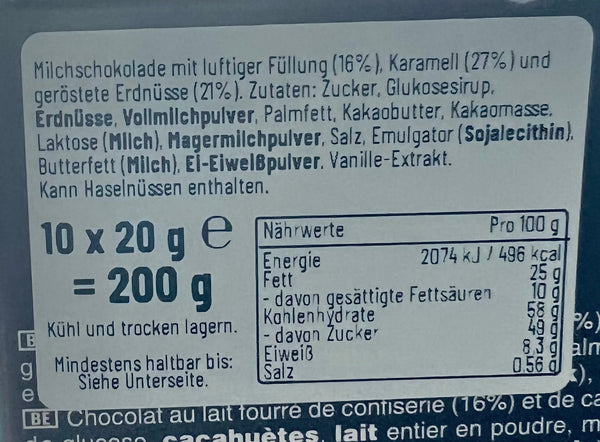 Milchschokolade mit luftiger Füllung (16%), Karamell (27%) und
geröstete Erdnüsse (21%). Zutaten: Zucker, Glukosesirup,
Erdnüsse, Vollmilchpulver, Palmfett, Kakaobutter, Kakaomasse,
Laktose (Milch), Magermilchpulver, Salz, Emulgator (Sojalecithin),
Butterfett (Milch), Ei-Eiweißpulver, Vanille-Extrakt.
Kann Haselnüssen enthalten.
10 x 20 g e
= 200 g
Kühl und trocken lagern.
Mindestens haltbar bis:
Siehe Unterseite.
Nährwerte Pro 100 g
Energie 2074 kJ / 496 kcal
Fett 25 g
- davon gesättigte Fettsäuren 10 g
Kohlenhydrate 58 g
- davon Zucker 49 g
Eiweiß 8,3 g
Salz 0.56 g
BE Chocolat au lait fourré de confiserie (16%) et de ca
cacahuètes, lait entier en poudre, m